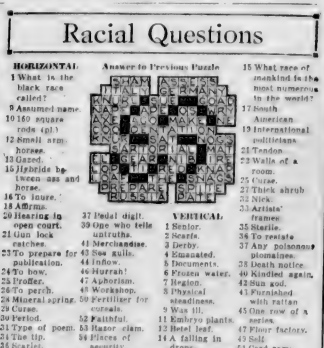 Racial Questions
HORIZONTAL
1 What is the
black race
called?
9 Assumed name.
10 160 square
rods (pl.)
12 Small arm
horses.
13 Gazed.
15 Hybrids be-
tween ass and
horse.
16 To inure.
18 Affirms.
20 Hearing in
open court.
21 Gun lock
catches.
23 To prepare for
publication.
24 To bow.
25 Proffer.
26 To perch.
28 Mineral spring.
29 Curse.
30 Period.
31 Type of poem.
34 The tip.
36 Scarlet.
Answer to Previous Puzzle
37 Pedal digit.
39 One who tells
untruths.
41 Merchandise.
43 Sea gulls.
44 Inflow.
46 Hurrah!
47 Aphorism.
49 Workshop.
50 Fertilizer for
cereals.
52 Faithful.
53 Razor clam.
54 Pieces of
security
VERTICAL
1 Senior.
2 Scarfs.
3 Derby.
4 Emanated.
5 Documents.
6 Frozen water.
7 Region.
8 Physical
steadiness.
9 Was ill.
11 Embryo plants.
12 Betel leaf.
14 A falling in
drops.
15 What race of
mankind is the
most numerous
in the world?
17 South
American
19 International
politicians
21 Tendon.
22 Walls of a
room.
25 Curse.
27 Thick shrub
32 Nick.
33 Artists'
frames
35 Sterile.
36 To rotate
37 Any poisonous
ptomaines.
38 Death notice.
40 Kindled again.
42 Sun god.
43 Furnished
with rattan
45 One row of a
series.
47 Flour factory.
49 Self